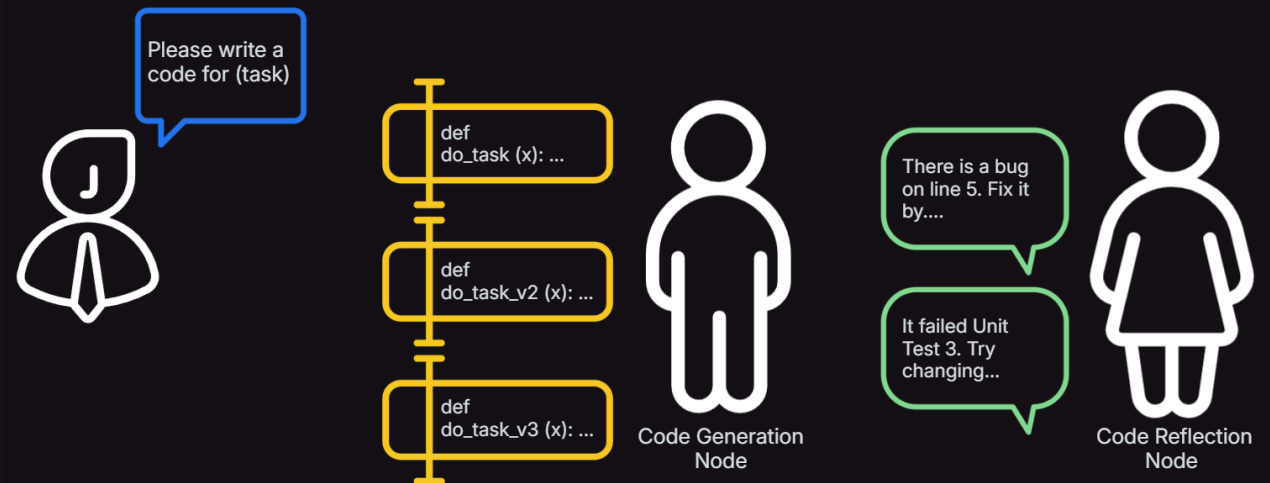 Please write a
code for (task)
J
def
do_task (x): ...
def
do_task_v2 (x): ...
def
do_task_v3 (x): ...
Code Generation
Node
There is a bug
on line 5. Fix it
by....
It failed Unit
Test 3. Try
changing...
Code Reflection
Node